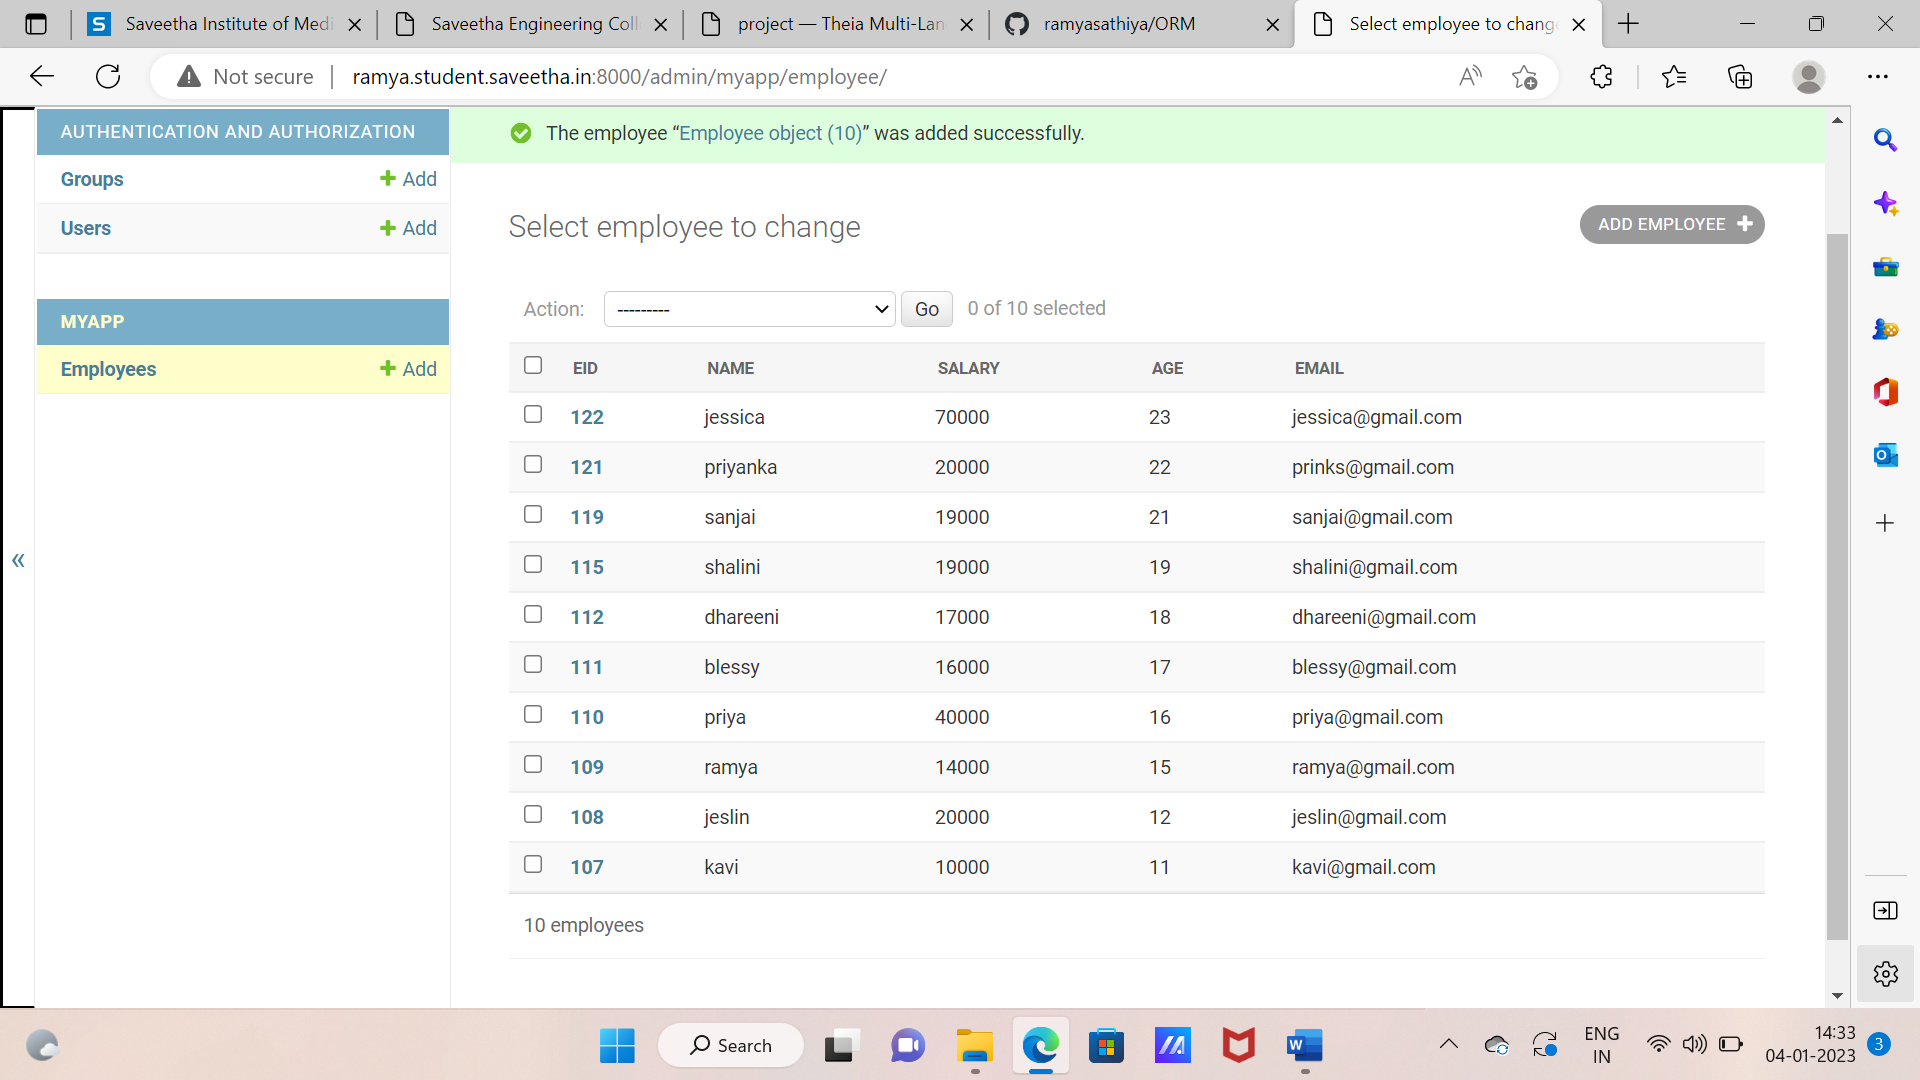 Saveetha Institute of Medi
Saveetha Engineering Coll
project — Theia Multi-Lan
ramyasathiya/ORM
Select employee to chang
Not secure
ramya.student.saveetha.in:8000/admin/myapp/employee/
AUTHENTICATION AND AUTHORIZATION
Groups Add
Users Add
MYAPP
Employees Add
«
The employee “Employee object (10)” was added successfully.
Select employee to change
ADD EMPLOYEE
Action: --------- Go 0 of 10 selected
EID NAME SALARY AGE EMAIL
122 jessica 70000 23 jessica@gmail.com
121 priyanka 20000 22 prinks@gmail.com
119 sanjai 19000 21 sanjai@gmail.com
115 shalini 19000 19 shalini@gmail.com
112 dhareeni 17000 18 dhareeni@gmail.com
111 blessy 16000 17 blessy@gmail.com
110 priya 40000 16 priya@gmail.com
109 ramya 14000 15 ramya@gmail.com
108 jeslin 20000 12 jeslin@gmail.com
107 kavi 10000 11 kavi@gmail.com
10 employees
Search
ENG
IN
14:33
04-01-2023
3